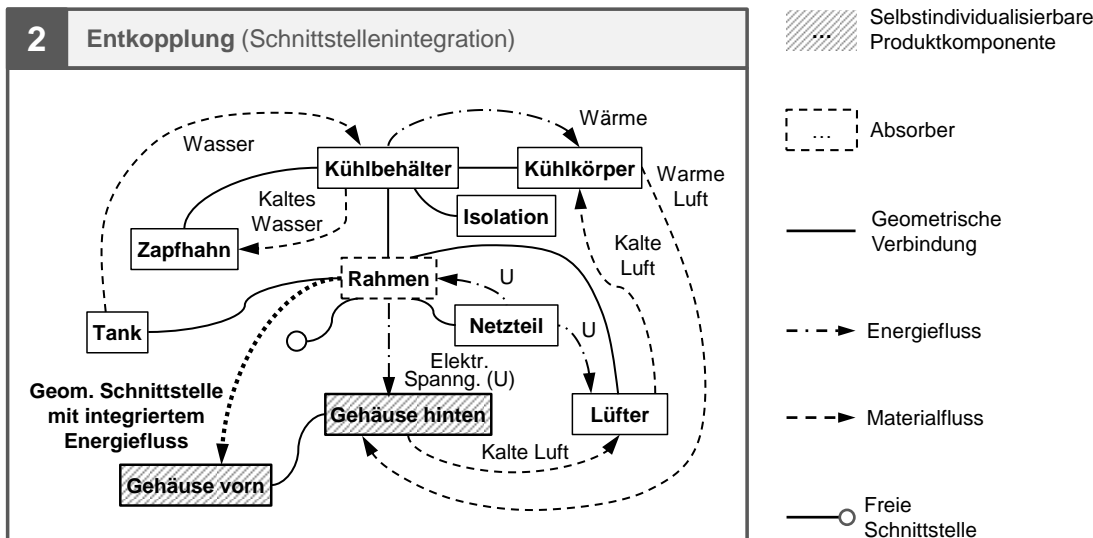 2 Entkopplung (Schnittstellenintegration)
Wasser
Wärme
Kühlbehälter
Kühlkörper
Warme
Luft
Kaltes
Wasser
Isolation
Zapfhahn
Kalte
Luft
Rahmen
U
Tank
Netzteil
U
Elektr.
Spanng. (U)
Geom. Schnittstelle
mit integriertem
Energiefluss
Gehäuse hinten
Lüfter
Kalte Luft
Gehäuse vorn
...
Selbstindividualisierbare
Produktkomponente
...
Absorber
Geometrische
Verbindung
Energiefluss
Materialfluss
Freie
Schnittstelle